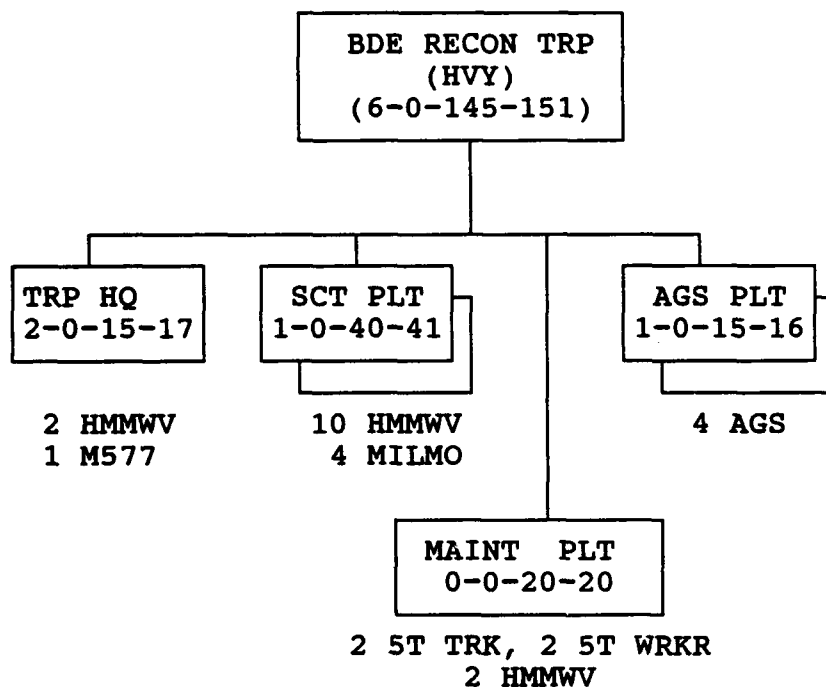 BDE RECON TRP
(HVY)
(6-0-145-151)
TRP HQ
2-0-15-17
2 HMMWV
1 M577
SCT PLT
1-0-40-41
10 HMMWV
4 MILMO
AGS PLT
1-0-15-16
4 AGS
MAINT PLT
0-0-20-20
2 5T TRK, 2 5T WRKR
2 HMMWV